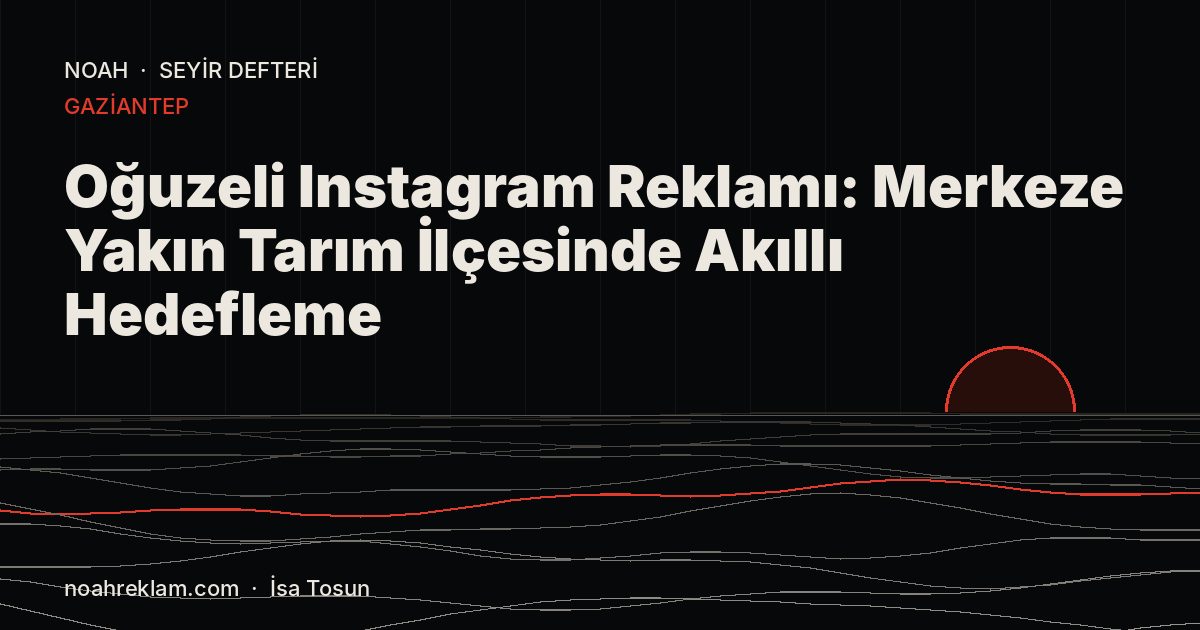 NOAH · SEYİR DEFTERİ
GAZİANTEP
Oğuzeli Instagram Reklamı: Merkeze
Yakın Tarım İlçesinde Akıllı
Hedefleme
noahreklam.com · İsa Tosun